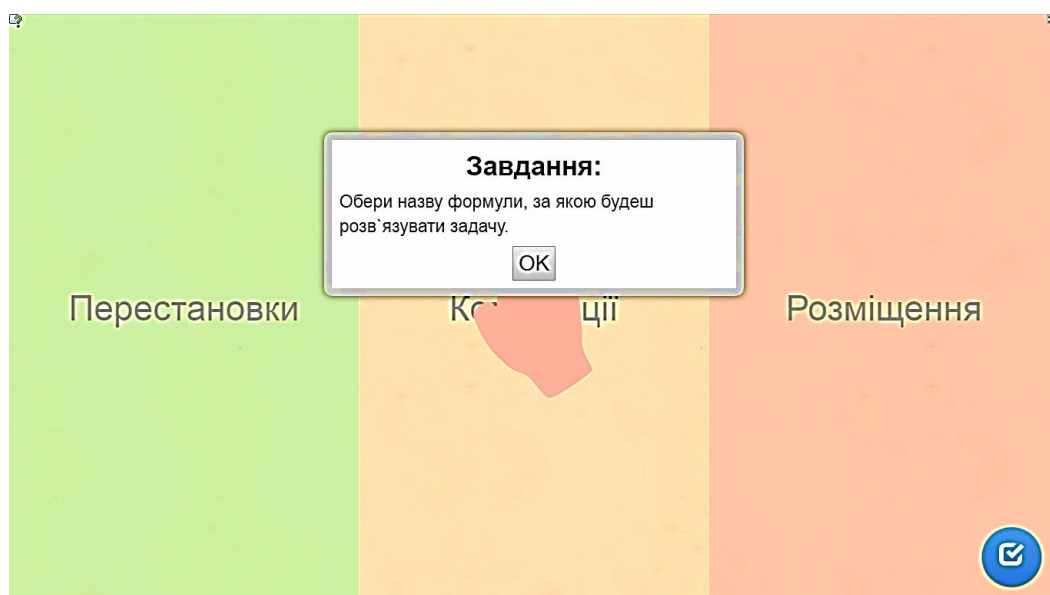 Завдання:
Обери назву формули, за якою будеш
розв`язувати задачу.
OK
Перестановки
Розміщення